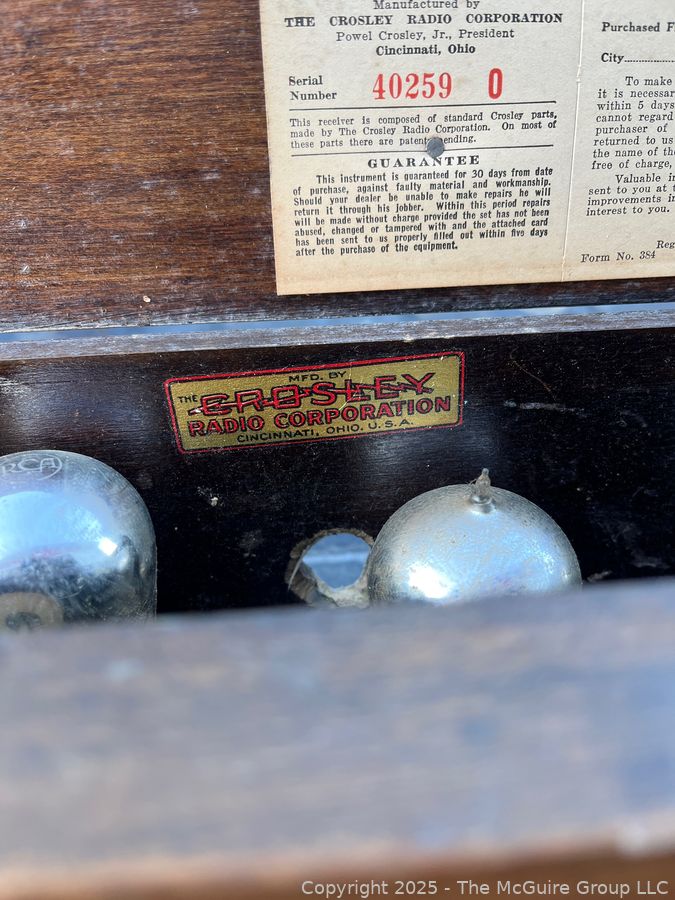 Manufactured by
THE CROSLEY RADIO CORPORATION
Powel Crosley, Jr., President
Cincinnati, Ohio
Serial
Number 40259 O
This receiver is composed of standard Crosley parts,
made by The Crosley Radio Corporation. On most of
these parts there are patents pending.
GUARANTEE
This instrument is guaranteed for 30 days from date
of purchase, against faulty material and workmanship.
Should your dealer be unable to make repairs he will
return it through his jobber. Within this period repairs
will be made without charge provided the set has not been
abused, changed or tampered with and the attached card
has been sent to us properly filled out within five days
after the purchase of the equipment.
Purchased
City
To make
it is necessar
within 5 days
cannot regard
purchaser of
returned to us
the name of the
free of charge,
Valuable in
sent to you at t
improvements in
interest to you.
Reg
Form No. 384
MFD. BY
THE CROSLEY
RADIO CORPORATION
CINCINNATI, OHIO. U.S.A.
RCA
Copyright 2025 - The McGuire Group LLC